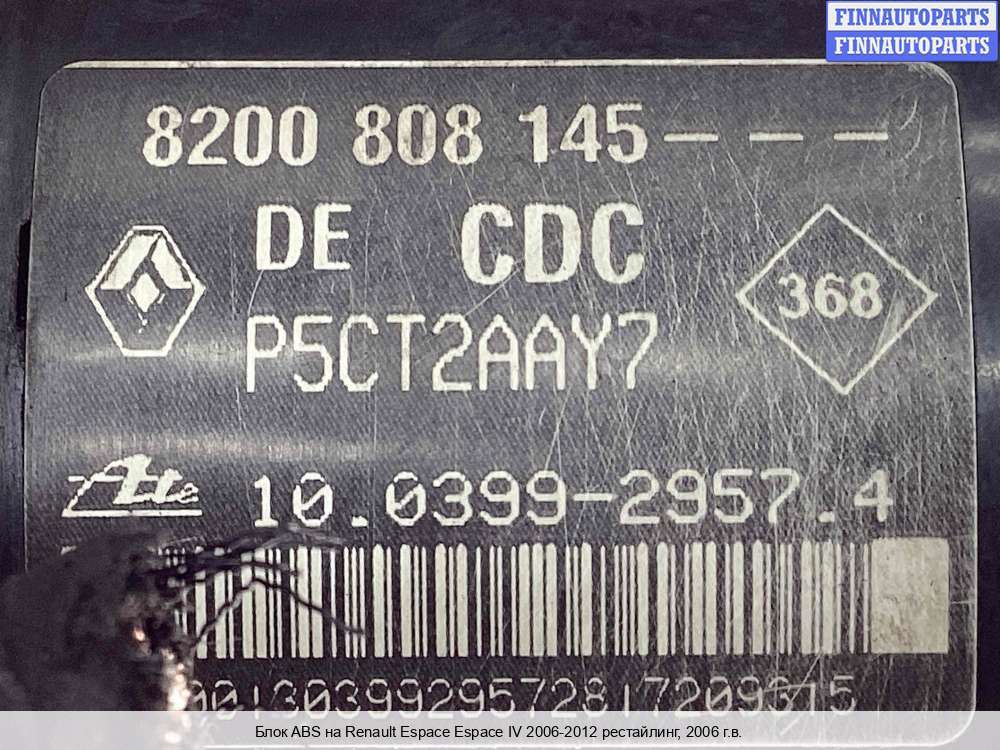 FINNAUTOPARTS
FINNAUTOPARTS
8200 808 145 – – –
DE CDC
368
P5CT2AAY7
Ate 10.0399-2957.4
Блок ABS на Renault Espace Espace IV 2006-2012 рестайлинг, 2006 г.в.